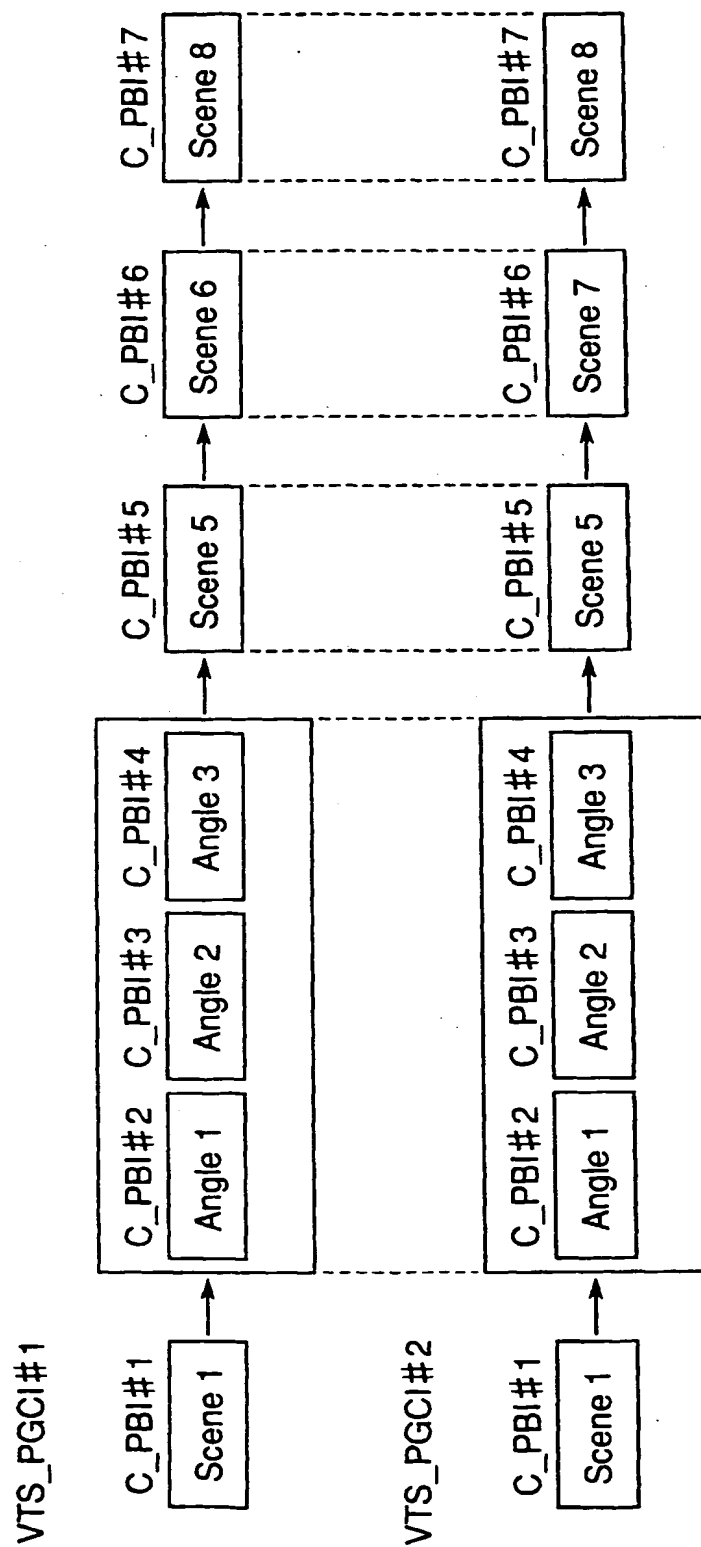 VTS_PGCI#1
C_PBI#1
Scene 1
C_PBI#2
Angle 1
C_PBI#3
Angle 2
C_PBI#4
Angle 3
C_PBI#5
Scene 5
C_PBI#6
Scene 6
C_PBI#7
Scene 8
VTS_PGCI#2
C_PBI#1
Scene 1
C_PBI#2
Angle 1
C_PBI#3
Angle 2
C_PBI#4
Angle 3
C_PBI#5
Scene 5
C_PBI#6
Scene 7
C_PBI#7
Scene 8